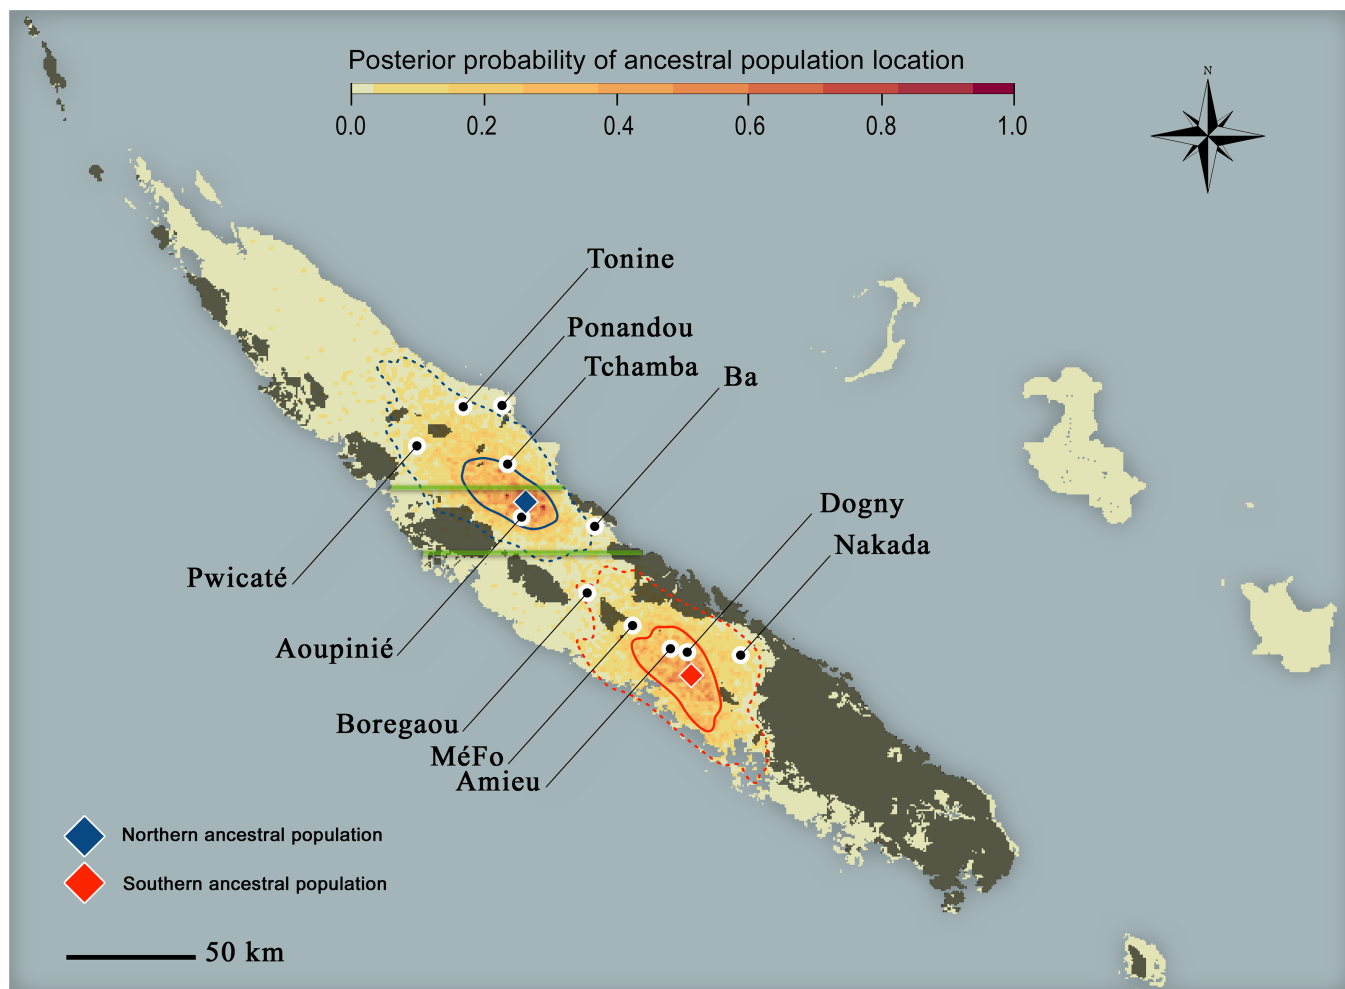 Posterior probability of ancestral population location
0.0 0.2 0.4 0.6 0.8 1.0
N
Tonine
Ponandou
Tchamba
Ba
Dogny
Nakada
Pwicaté
Aoupinié
Boregaou
MéFo
Amieu
Northern ancestral population
Southern ancestral population
50 km